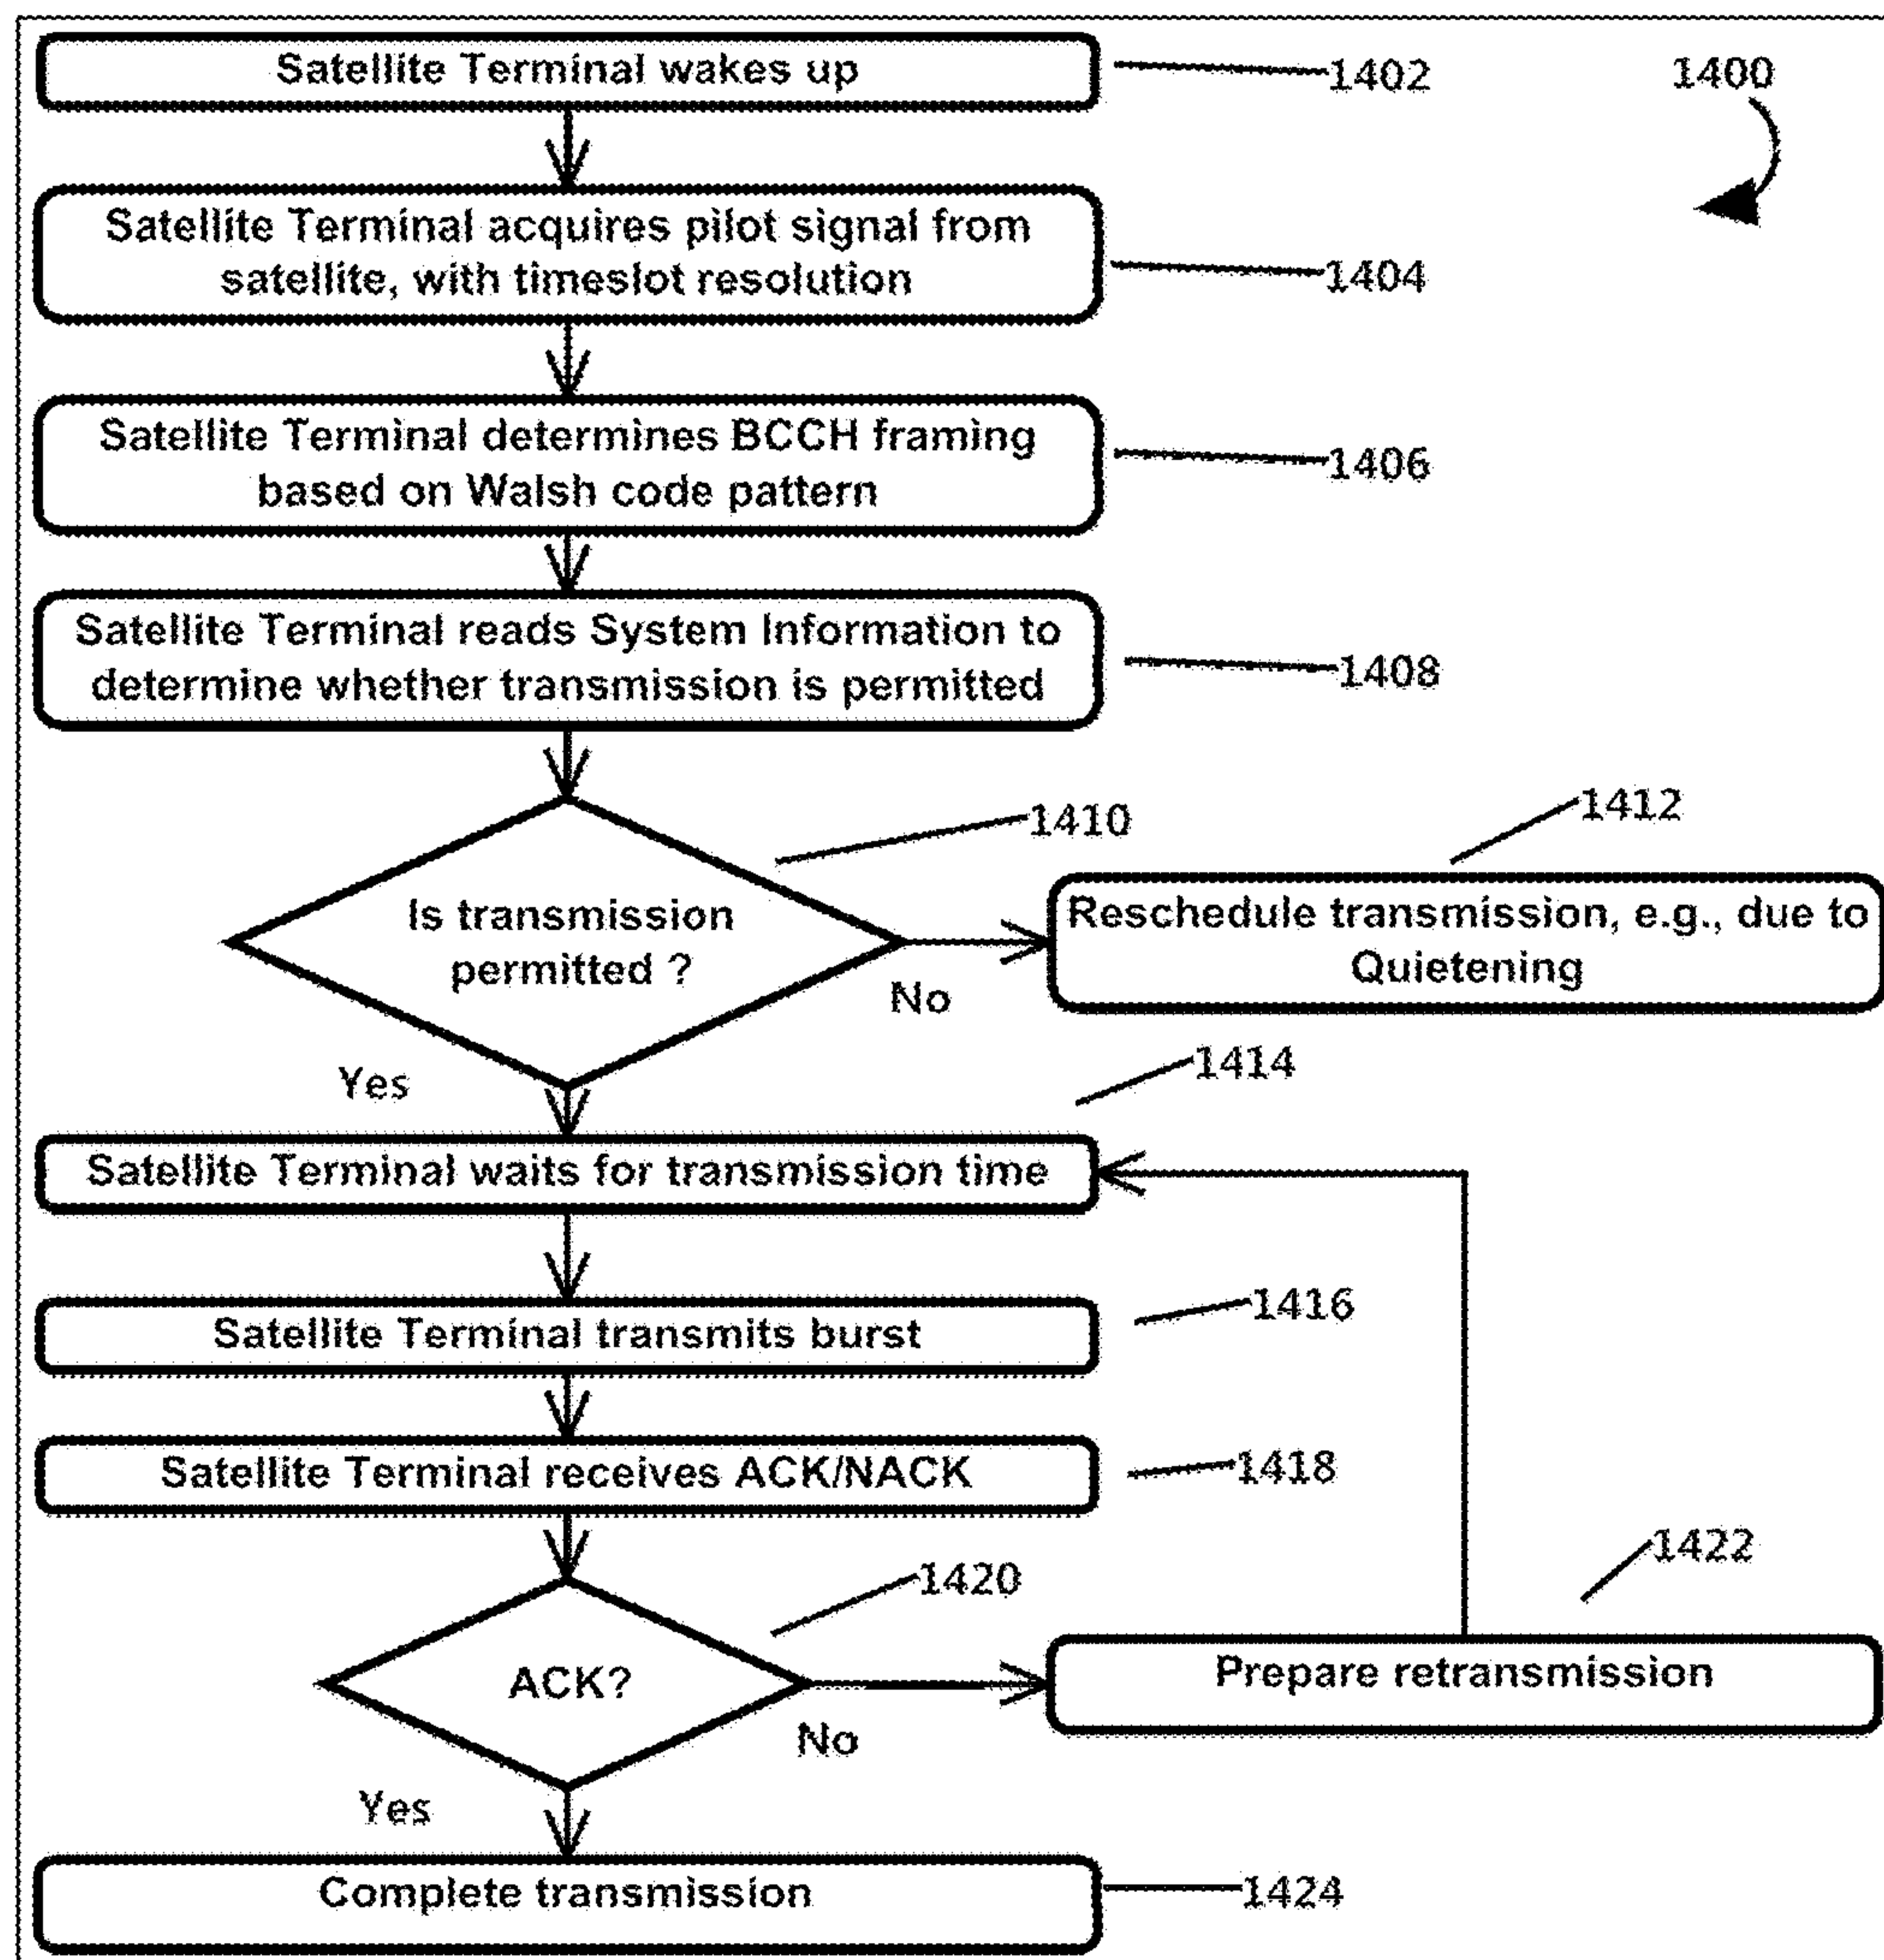 Satellite Terminal wakes up
1402
1400
Satellite Terminal acquires pilot signal from
satellite, with timeslot resolution
1404
Satellite Terminal determines BCCH framing
based on Walsh code pattern
1406
Satellite Terminal reads System Information to
determine whether transmission is permitted
1408
1410
Is transmission
permitted ?
1412
Reschedule transmission, e.g., due to
Quietening
No
Yes
1414
Satellite Terminal waits for transmission time
1416
Satellite Terminal transmits burst
1418
Satellite Terminal receives ACK/NACK
1420
1422
ACK?
No
Prepare retransmission
Yes
Complete transmission
1424